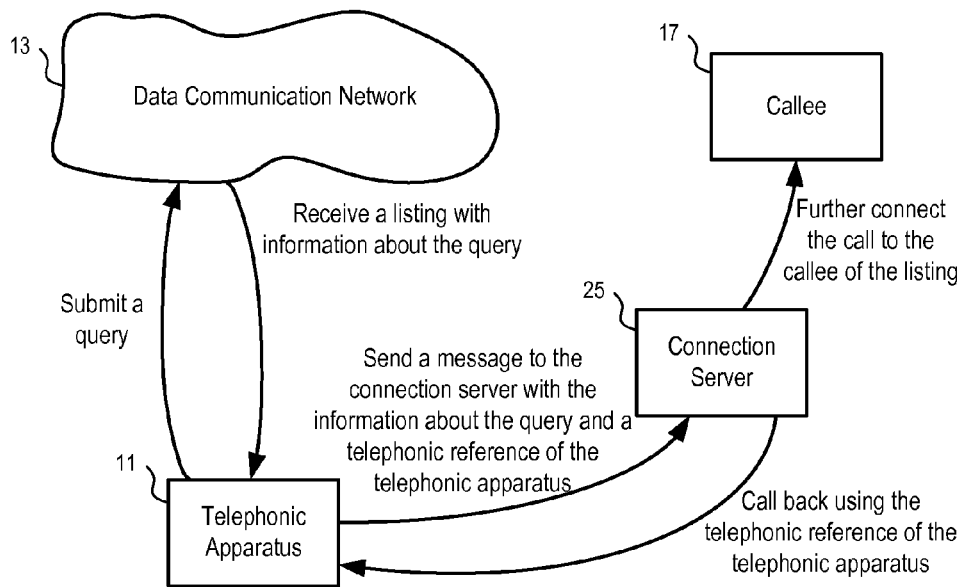 13
Data Communication Network
17
Callee
Receive a listing with
information about the query
Further connect
the call to the
callee of the listing
Submit a
query
25
Connection
Server
Send a message to the
connection server with the
information about the query and a
telephonic reference of the
telephonic apparatus
11
Telephonic
Apparatus
Call back using the
telephonic reference of the
telephonic apparatus